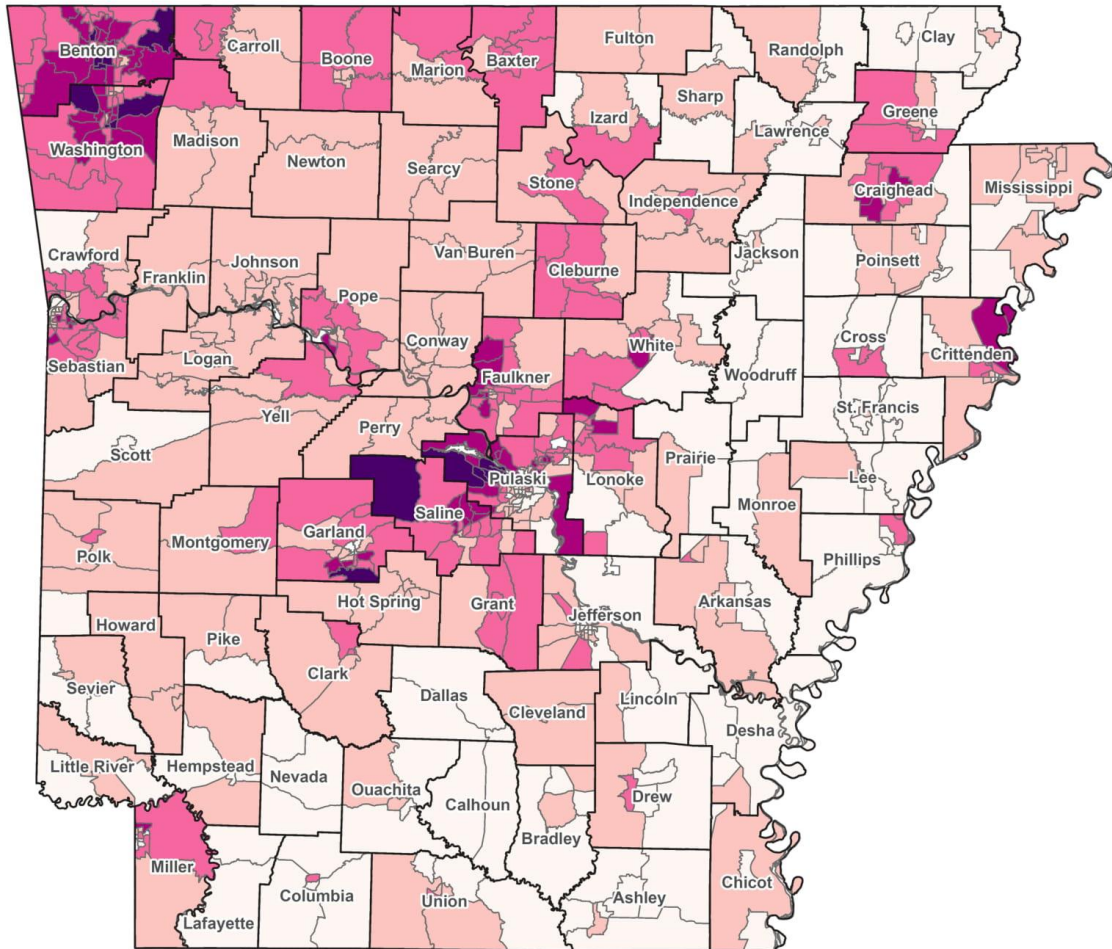 Benton
Carroll
Boone
Marion
Baxter
Fulton
Randolph
Clay
Sharp
Izard
Greene
Lawrence
Washington
Madison
Newton
Searcy
Stone
Independence
Craighead
Mississippi
Crawford
Franklin
Johnson
Van Buren
Cleburne
Jackson
Poinsett
Pope
Sebastian
Logan
Conway
Faulkner
White
Woodruff
Cross
Crittenden
Scott
Yell
Perry
St. Francis
Pulaski
Lonoke
Prairie
Lee
Monroe
Polk
Montgomery
Garland
Saline
Phillips
Hot Spring
Grant
Jefferson
Arkansas
Howard
Pike
Clark
Sevier
Dallas
Cleveland
Lincoln
Desha
Little River
Hempstead
Nevada
Ouachita
Calhoun
Bradley
Drew
Miller
Lafayette
Columbia
Union
Ashley
Chicot